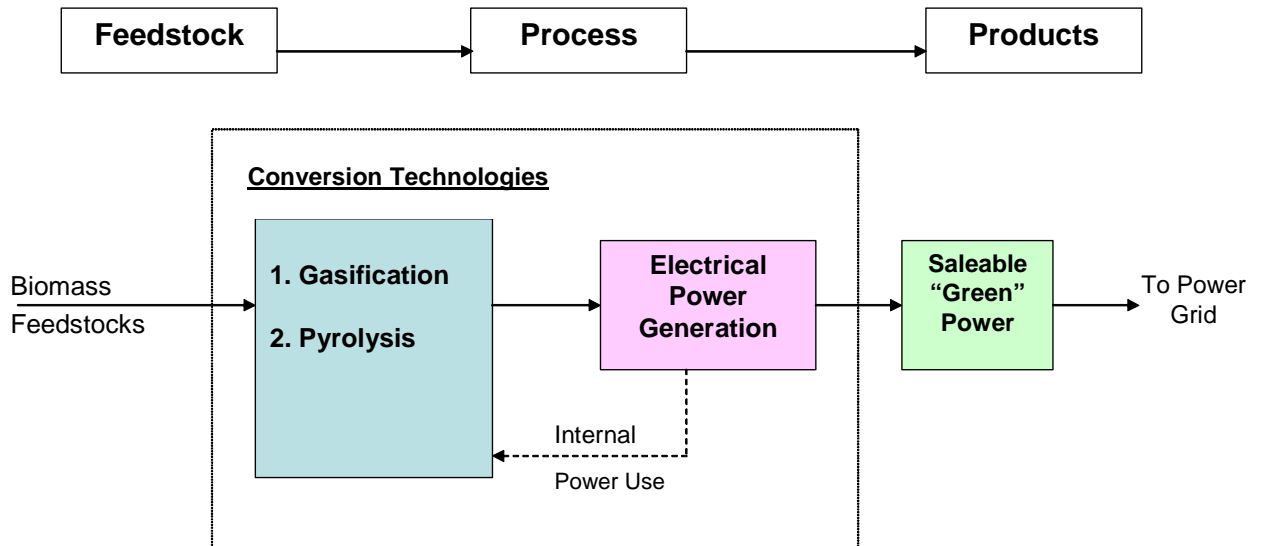 Feedstock
Process
Products
Conversion Technologies
Biomass
Feedstocks
1. Gasification
2. Pyrolysis
Electrical
Power
Generation
Saleable
“Green”
Power
To Power
Grid
Internal
Power Use